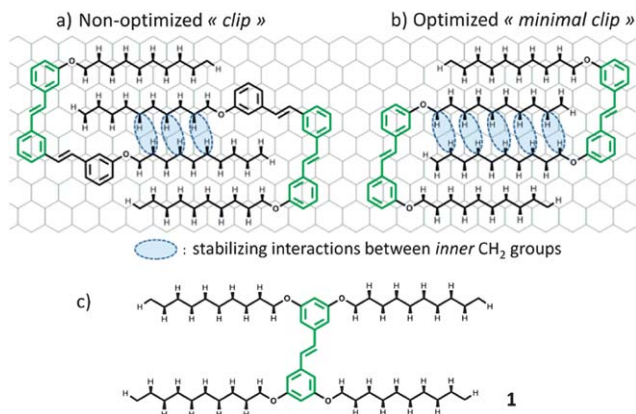 a) Non-optimized « clip »
b) Optimized « minimal clip »
: stabilizing interactions between inner CH₂ groups
c)
1